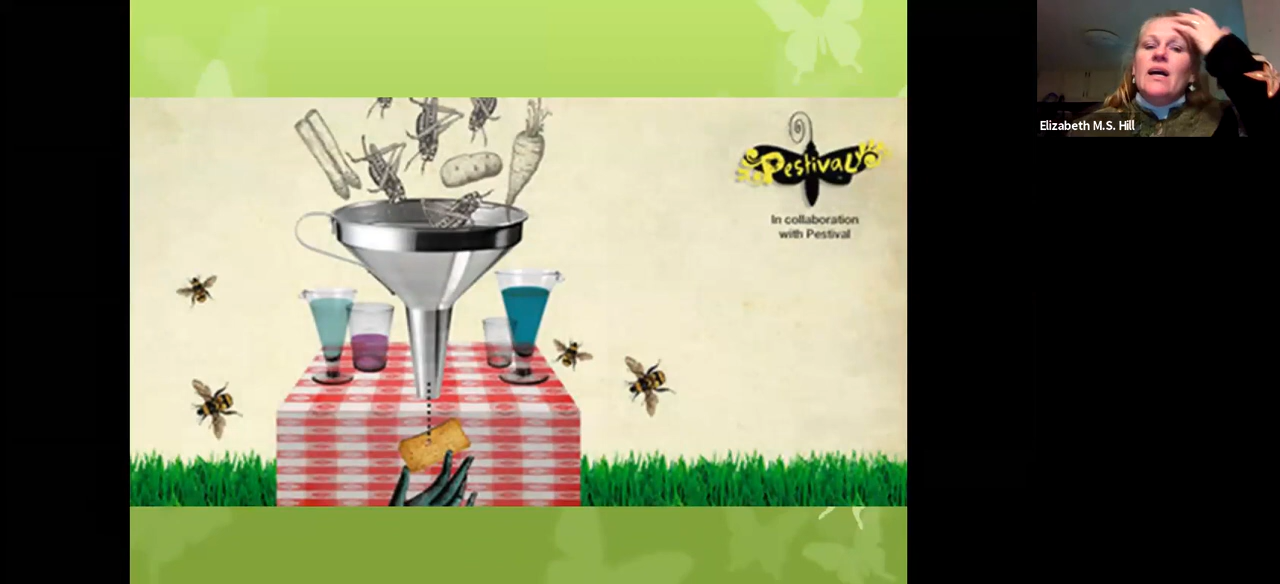 Pestival
In collaboration
with Pestival
Elizabeth M.S. Hill